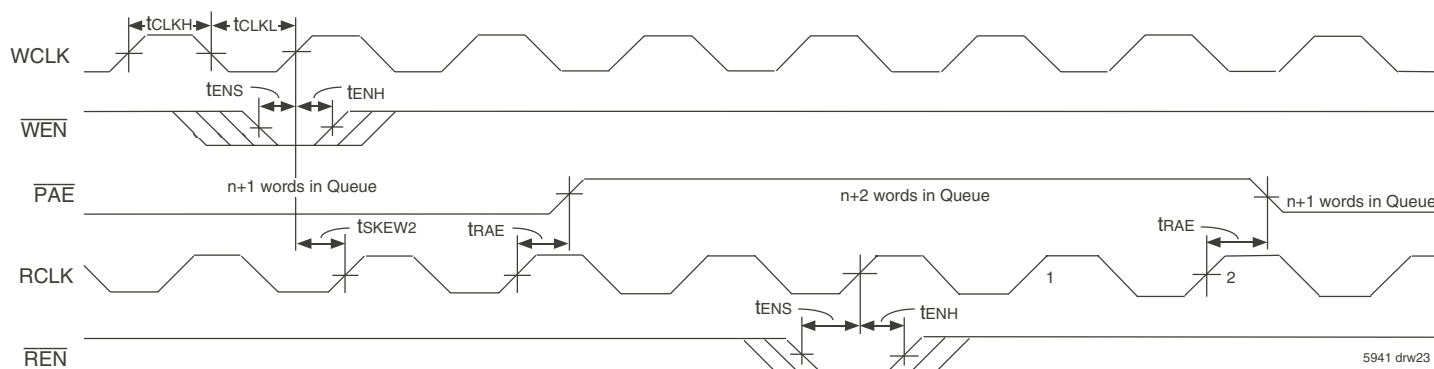 tCLKH
tCLKL
WCLK
tENS
tENH
WEN
n+1 words in Queue
PAE
n+2 words in Queue
n+1 words in Queue
tSKEW2
tRAE
tRAE
RCLK
1
2
tENS
tENH
REN
5941 drw23